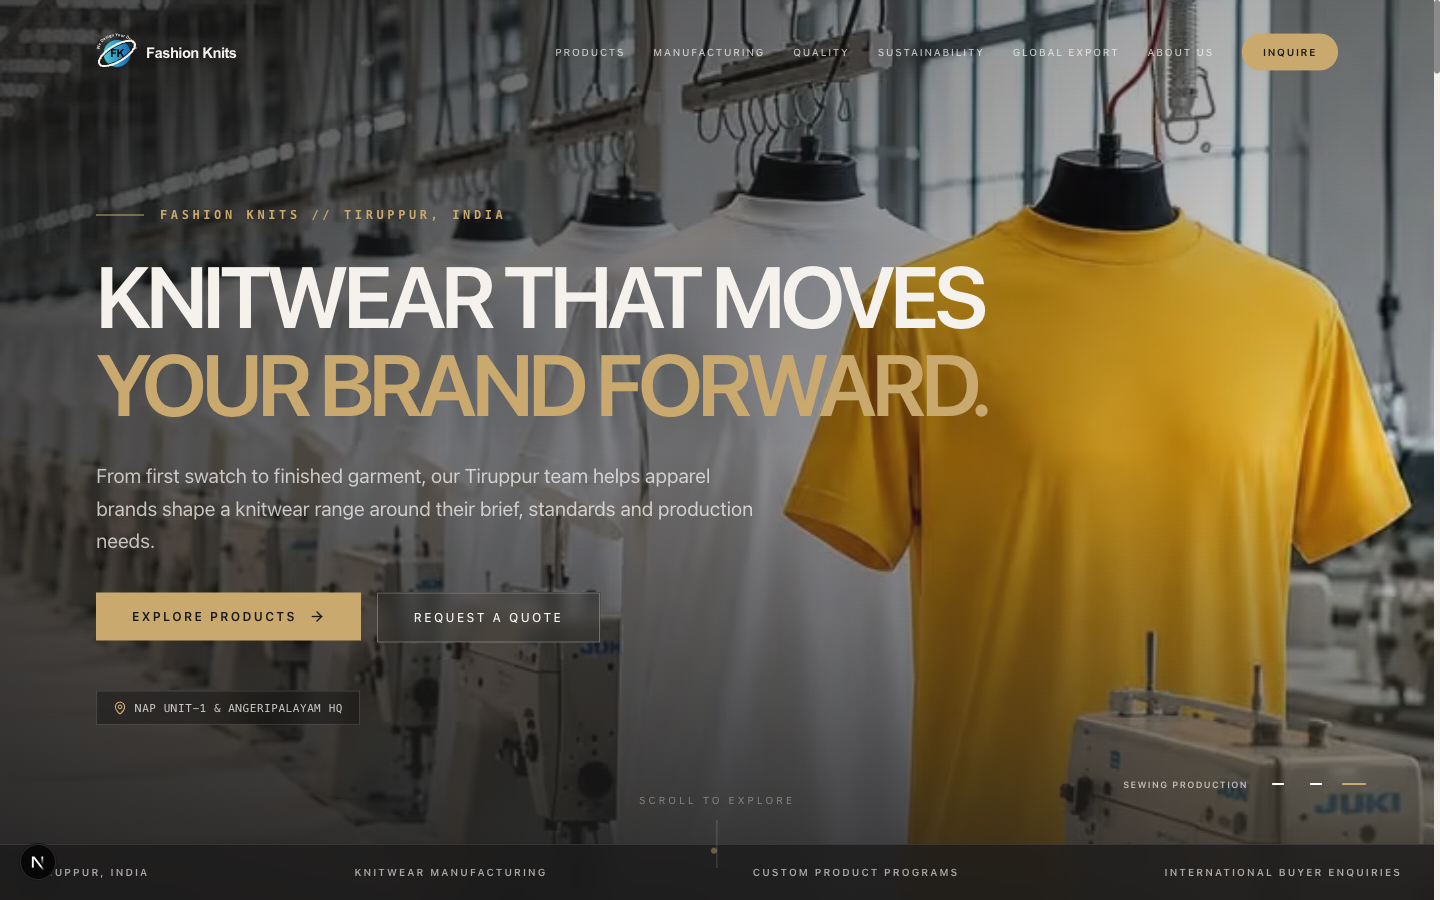 FK
Fashion Knits
PRODUCTS
MANUFACTURING
QUALITY
SUSTAINABILITY
GLOBAL EXPORT
ABOUT US
INQUIRE
FASHION KNITS // TIRUPPUR, INDIA
KNITWEAR THAT MOVES
YOUR BRAND FORWARD.
From first swatch to finished garment, our Tiruppur team helps apparel
brands shape a knitwear range around their brief, standards and production
needs.
EXPLORE PRODUCTS →
REQUEST A QUOTE
NAP UNIT-1 & ANGERIPALAYAM HQ
SEWING PRODUCTION
JUKI
SCROLL TO EXPLORE
N
UPPUR, INDIA
KNITWEAR MANUFACTURING
CUSTOM PRODUCT PROGRAMS
INTERNATIONAL BUYER ENQUIRIES